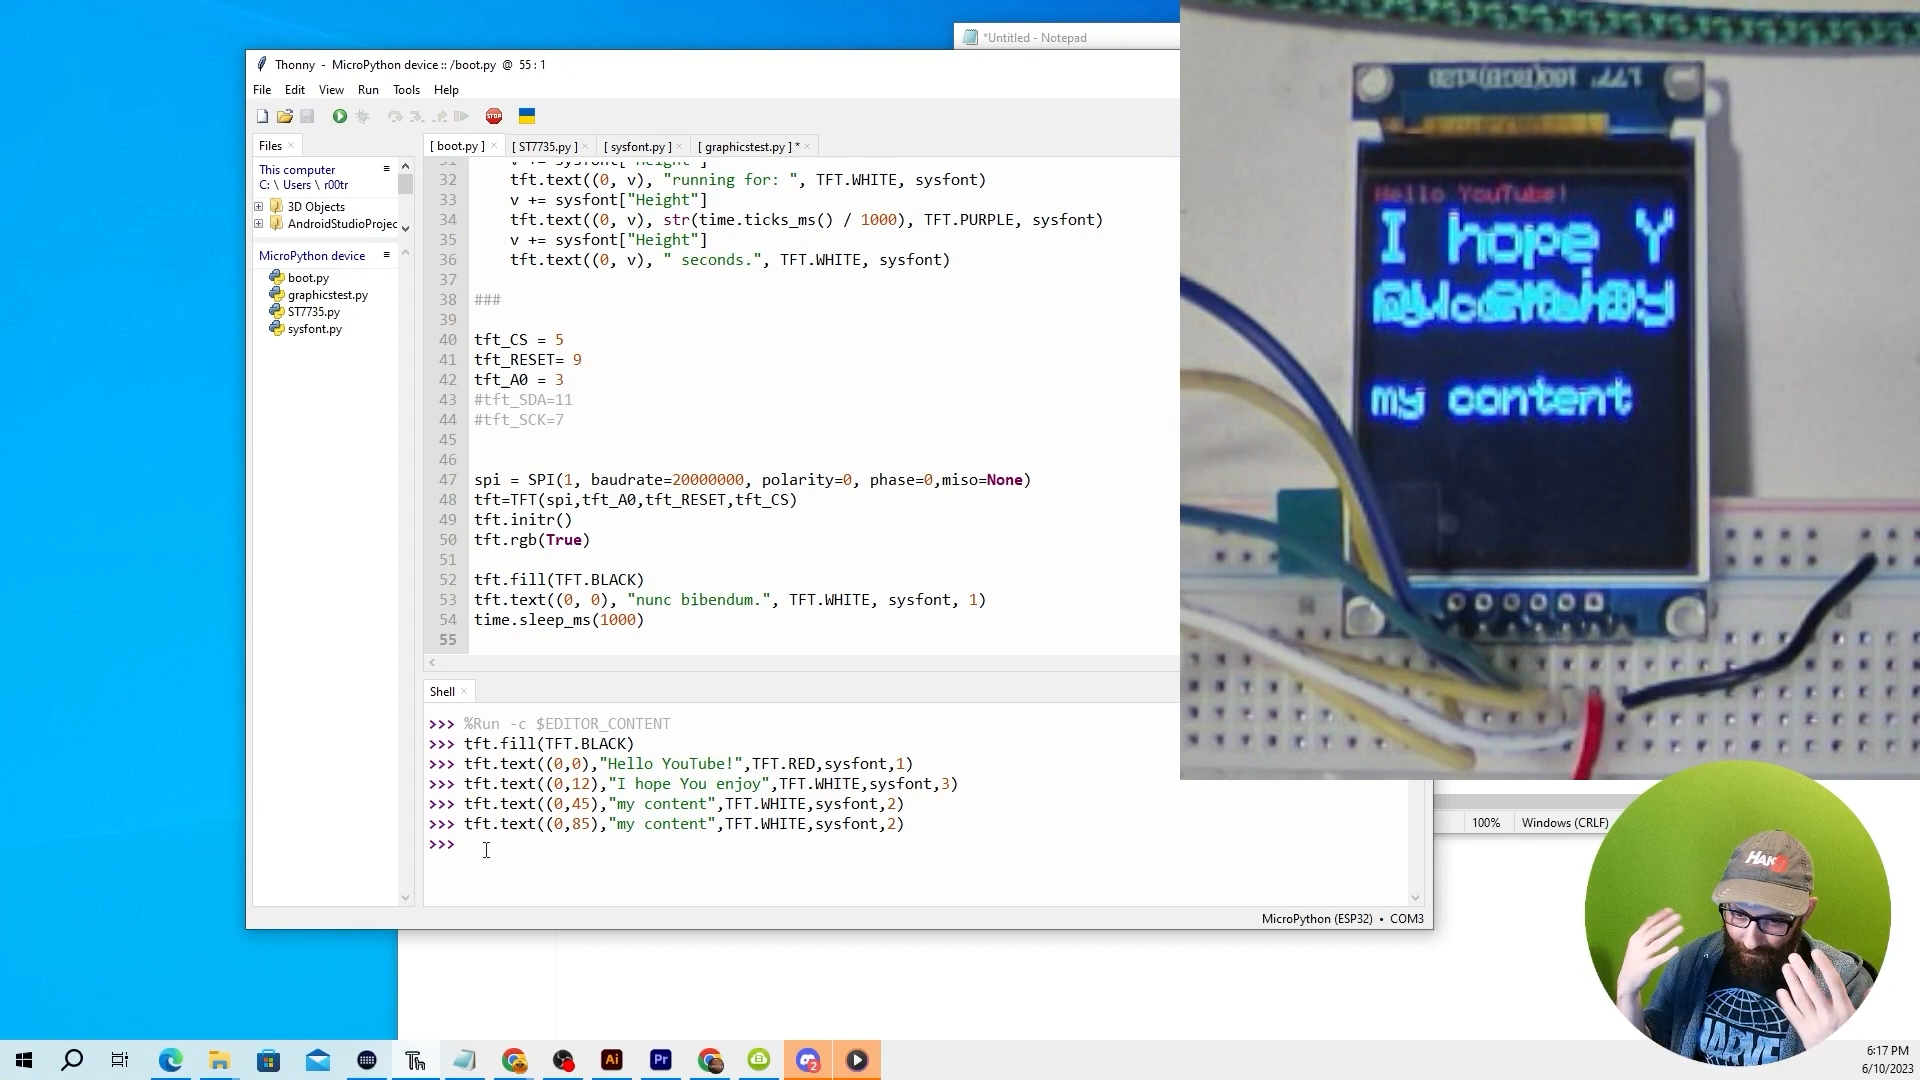 *Untitled - Notepad
Thonny - MicroPython device :: /boot.py @ 55 : 1
File Edit View Run Tools Help
Files
[ boot.py ] [ ST7735.py ] [ sysfont.py ] [ graphicstest.py ] *
This computer
C: \ Users \ r00tr
3D Objects
AndroidStudioProjec
MicroPython device
boot.py
graphicstest.py
ST7735.py
sysfont.py
31 v += sysfont["Height"]
32 tft.text((0, v), "running for: ", TFT.WHITE, sysfont)
33 v += sysfont["Height"]
34 tft.text((0, v), str(time.ticks_ms() / 1000), TFT.PURPLE, sysfont)
35 v += sysfont["Height"]
36 tft.text((0, v), " seconds.", TFT.WHITE, sysfont)
37
38 ###
39
40 tft_CS = 5
41 tft_RESET= 9
42 tft_A0 = 3
43 #tft_SDA=11
44 #tft_SCK=7
45
46
47 spi = SPI(1, baudrate=20000000, polarity=0, phase=0,miso=None)
48 tft=TFT(spi,tft_A0,tft_RESET,tft_CS)
49 tft.initr()
50 tft.rgb(True)
51
52 tft.fill(TFT.BLACK)
53 tft.text((0, 0), "nunc bibendum.", TFT.WHITE, sysfont, 1)
54 time.sleep_ms(1000)
55
Shell
>>> %Run -c $EDITOR_CONTENT
>>> tft.fill(TFT.BLACK)
>>> tft.text((0,0),"Hello YouTube!",TFT.RED,sysfont,1)
>>> tft.text((0,12),"I hope You enjoy",TFT.WHITE,sysfont,3)
>>> tft.text((0,45),"my content",TFT.WHITE,sysfont,2)
>>> tft.text((0,85),"my content",TFT.WHITE,sysfont,2)
>>>
MicroPython (ESP32) • COM3
Hello YouTube!
I hope Y
my content
100% Windows (CRLF)
HAK5
MARVEL
Th
Ai
Pr
2
6:17 PM
6/10/2023